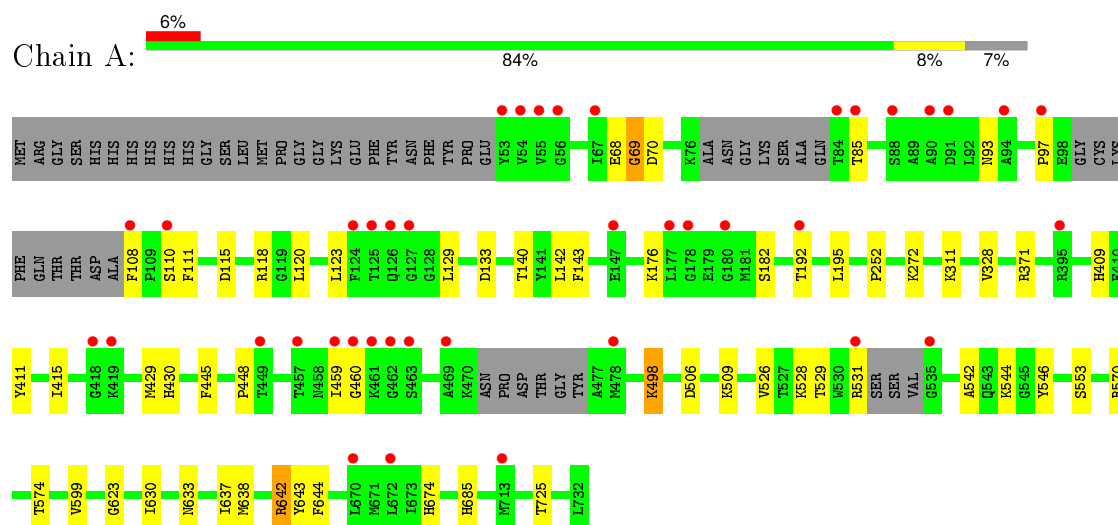 6%
Chain A:
84% 8% 7%
MET ARG GLY SER HIS HIS HIS HIS HIS HIS GLY SER LEU MET PRO GLY GLY LYS GLU PHE TYR ASN PHE TYR PRO GLU Y53 V54 V55 G56 I67 E68 G69 D70 K76 ALA ASN GLY LYS SER ALA GLN T84 T85 S88 A89 A90 D91 L92 N93 A94 P97 E98 GLY CYS LYS
PHE GLN THR THR ASP ALA F108 P109 S110 F111 D115 R118 G119 L120 L123 F124 T125 Q126 G127 G128 L129 D133 T140 Y141 L142 F143 E147 K176 L177 G178 E179 G180 M181 S182 T192 L195 P252 K272 K311 V328 R371 R395 H409
Y411 I415 G418 K419 M429 H430 F445 P448 T449 T457 N458 I459 G460 K461 G462 S463 A469 K470 ASN PRO ASP THR GLY TYR A477 M478 K498 D506 K509 V526 T527 K528 T529 W530 R531 SER SER VAL G535 A542 Q543 K544 G545 Y546 S553 R570
T574 V599 G623 I630 N633 I637 M638 R642 Y643 F644 L670 M671 L672 I673 H674 H685 M713 T725 L732